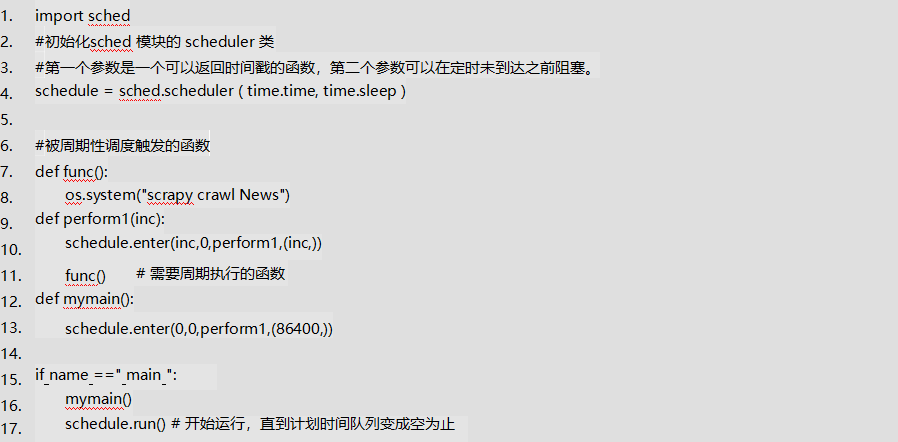 1. import sched
2. #初始化sched 模块的 scheduler 类
3. #第一个参数是一个可以返回时间戳的函数，第二个参数可以在定时未到达之前阻塞。
4. schedule = sched.scheduler ( time.time, time.sleep )
5.
6. #被周期性调度触发的函数
7. def func():
8. os.system("scrapy crawl News")
9. def perform1(inc):
10. schedule.enter(inc,0,perform1,(inc,))
11. func() # 需要周期执行的函数
12. def mymain():
13. schedule.enter(0,0,perform1,(86400,))
14.
15. if_name_=="_main_":
16. mymain()
17. schedule.run() # 开始运行，直到计划时间队列变成空为止